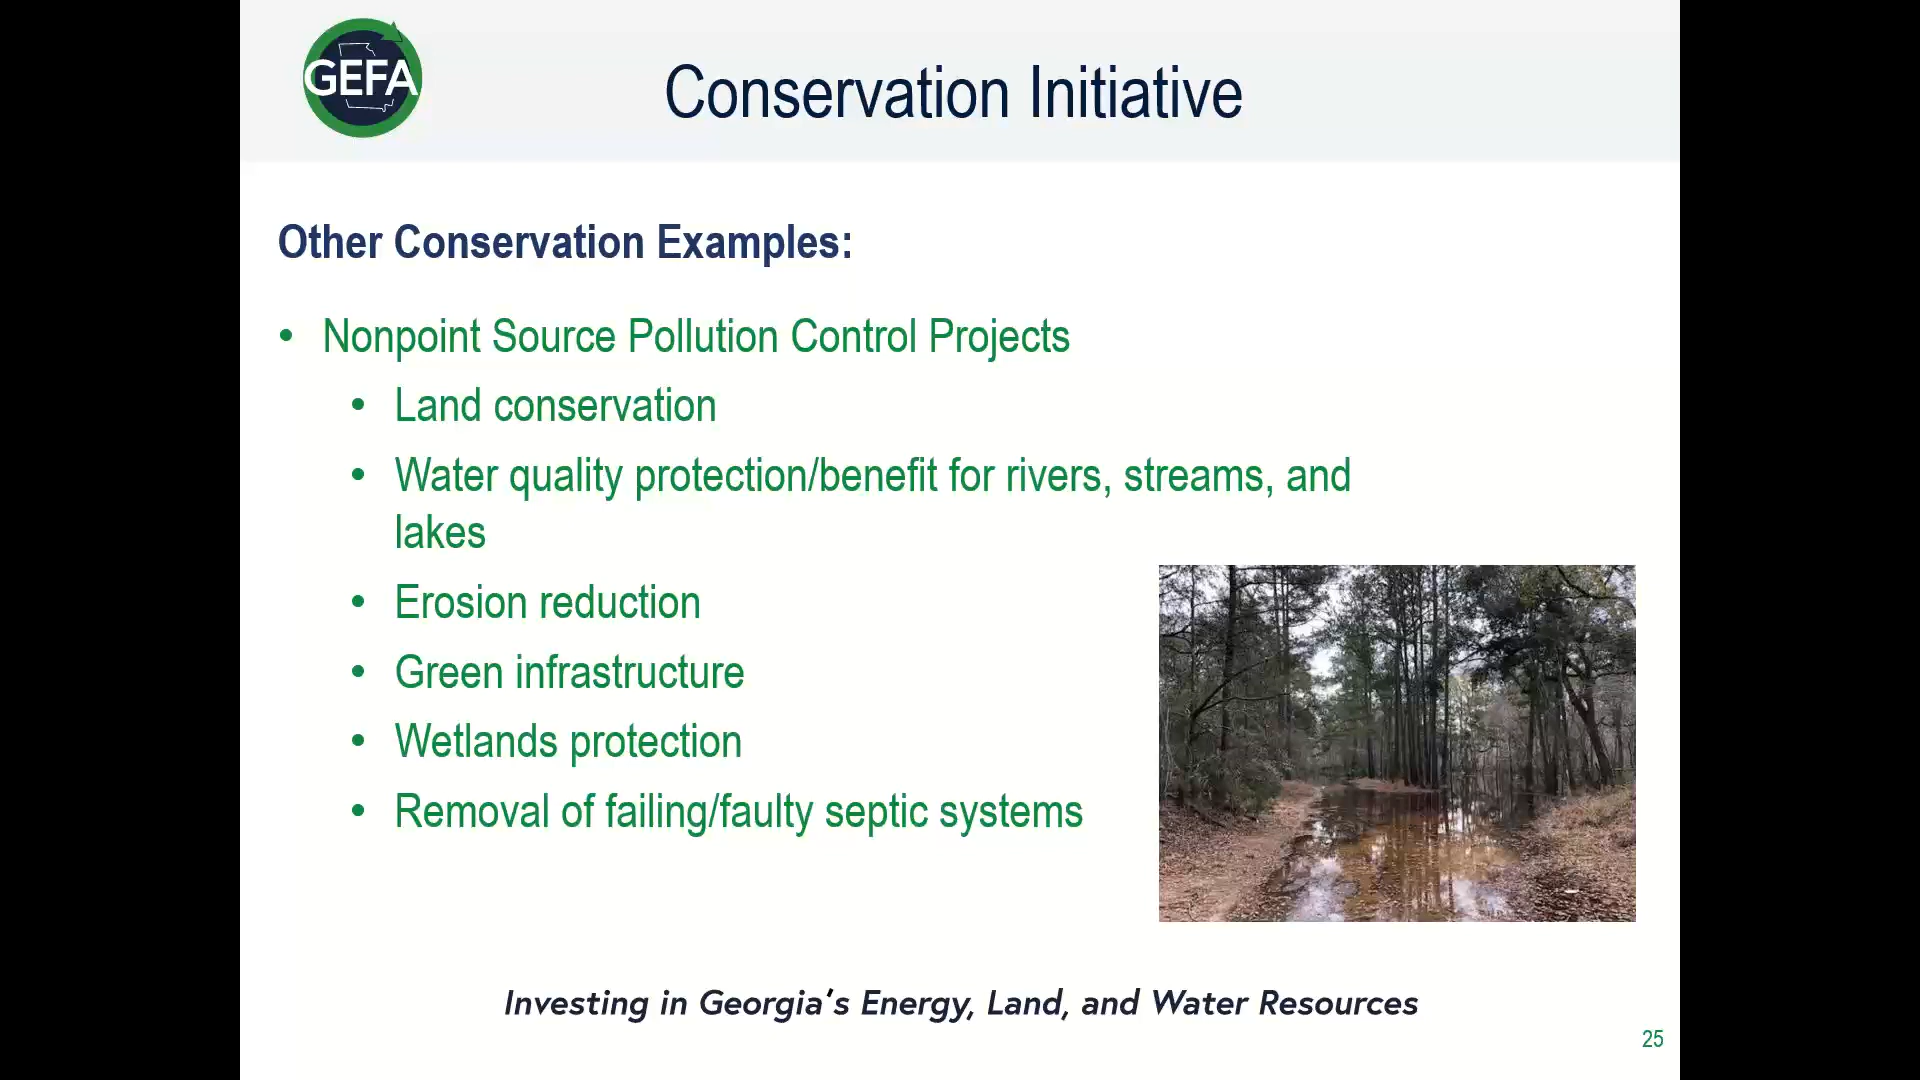 GEFA
Conservation Initiative
Other Conservation Examples:
• Nonpoint Source Pollution Control Projects
• Land conservation
• Water quality protection/benefit for rivers, streams, and
lakes
• Erosion reduction
• Green infrastructure
• Wetlands protection
• Removal of failing/faulty septic systems
Investing in Georgia's Energy, Land, and Water Resources
25